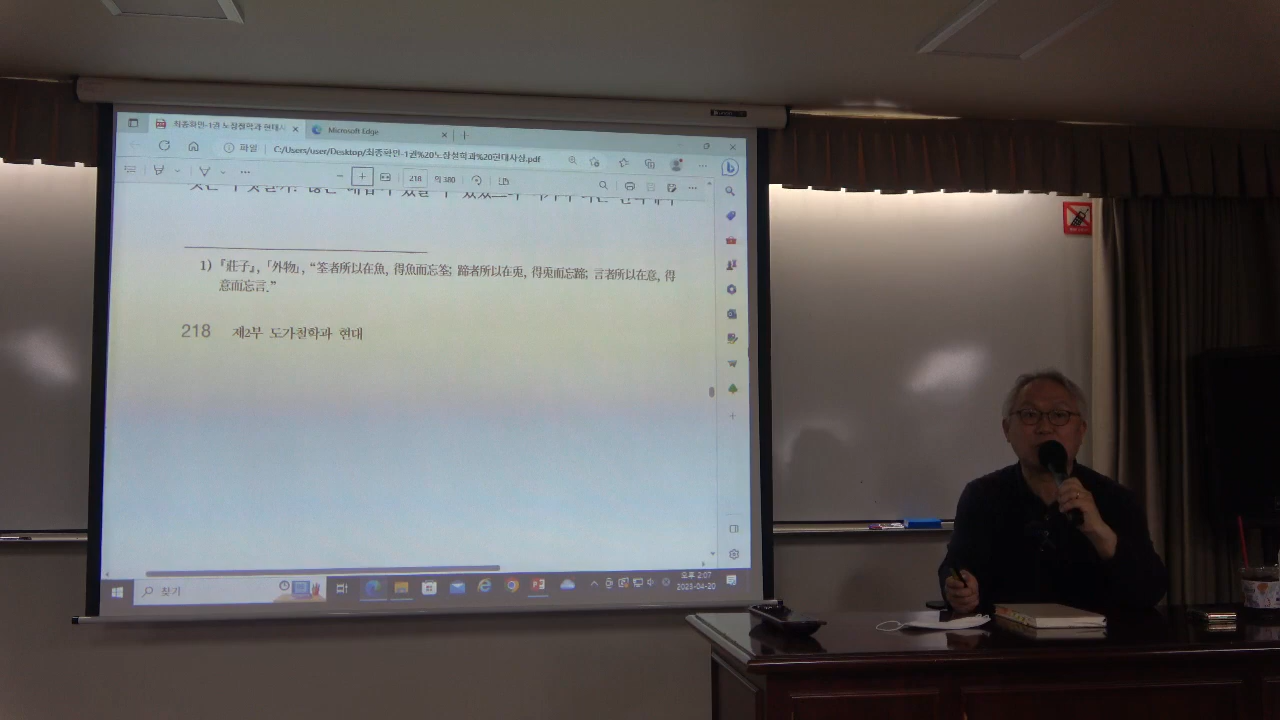 최종확인-1권 노장철학과 현대사
Microsoft Edge
파일 C:/Users/user/Desktop/최종확인-1권%20노장철학과%20현대사상.pdf
218 의 380
1) 『莊子』, 「外物」, “筌者所以在魚, 得魚而忘筌; 蹄者所以在兎, 得兎而忘蹄; 言者所以在意, 得
意而忘言.”
218 제2부 도가철학과 현대
찾기
오후 2:07
2023-04-20